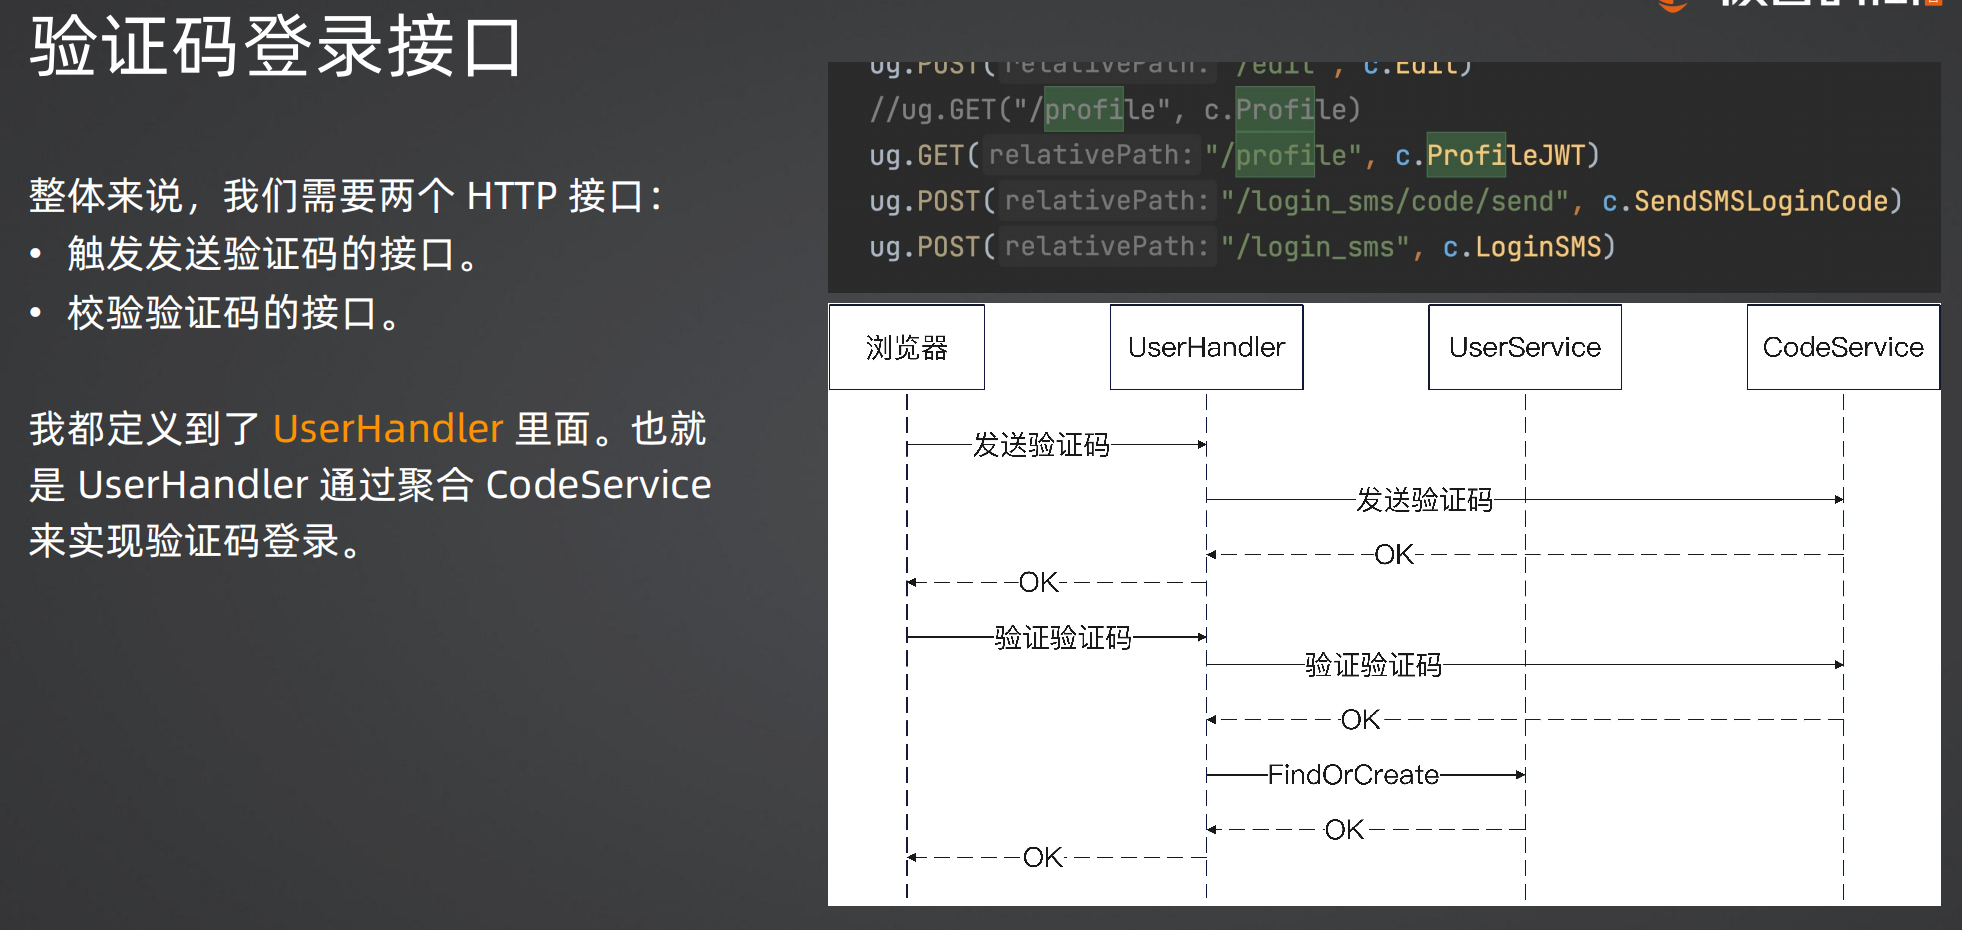 验证码登录接口
整体来说，我们需要两个 HTTP 接口：
• 触发发送验证码的接口。
• 校验验证码的接口。
我都定义到了 UserHandler 里面。也就
是 UserHandler 通过聚合 CodeService
来实现验证码登录。
ug.POST( relativePath: "/edit", c.Edit)
//ug.GET("/profile", c.Profile)
ug.GET( relativePath: "/profile", c.ProfileJWT)
ug.POST( relativePath: "/login_sms/code/send", c.SendSMSLoginCode)
ug.POST( relativePath: "/login_sms", c.LoginSMS)
浏览器 UserHandler UserService CodeService
发送验证码
发送验证码
OK
OK
验证验证码
验证验证码
OK
FindOrCreate
OK
OK